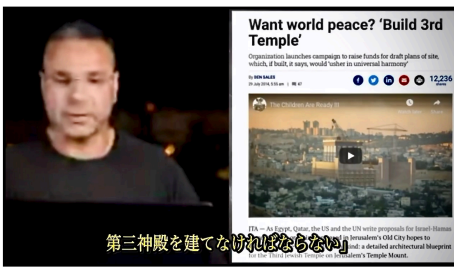 Want world peace? 'Build 3rd
Temple'
Organization launches campaign to raise funds for draft plans of site,
which, if built, it says, would 'usher in universal harmony'
By BEN SALES
12,236
shares
The Children Are Ready III
JTA — As Egypt, Qatar, the US and the UN write proposals for Israel-Hamas
in Jerusalem's Old City hopes to
a detailed architectural blueprint
for the Third Jewish Temple on Jerusalem's Temple Mount.
第三神殿を建てなければならない」